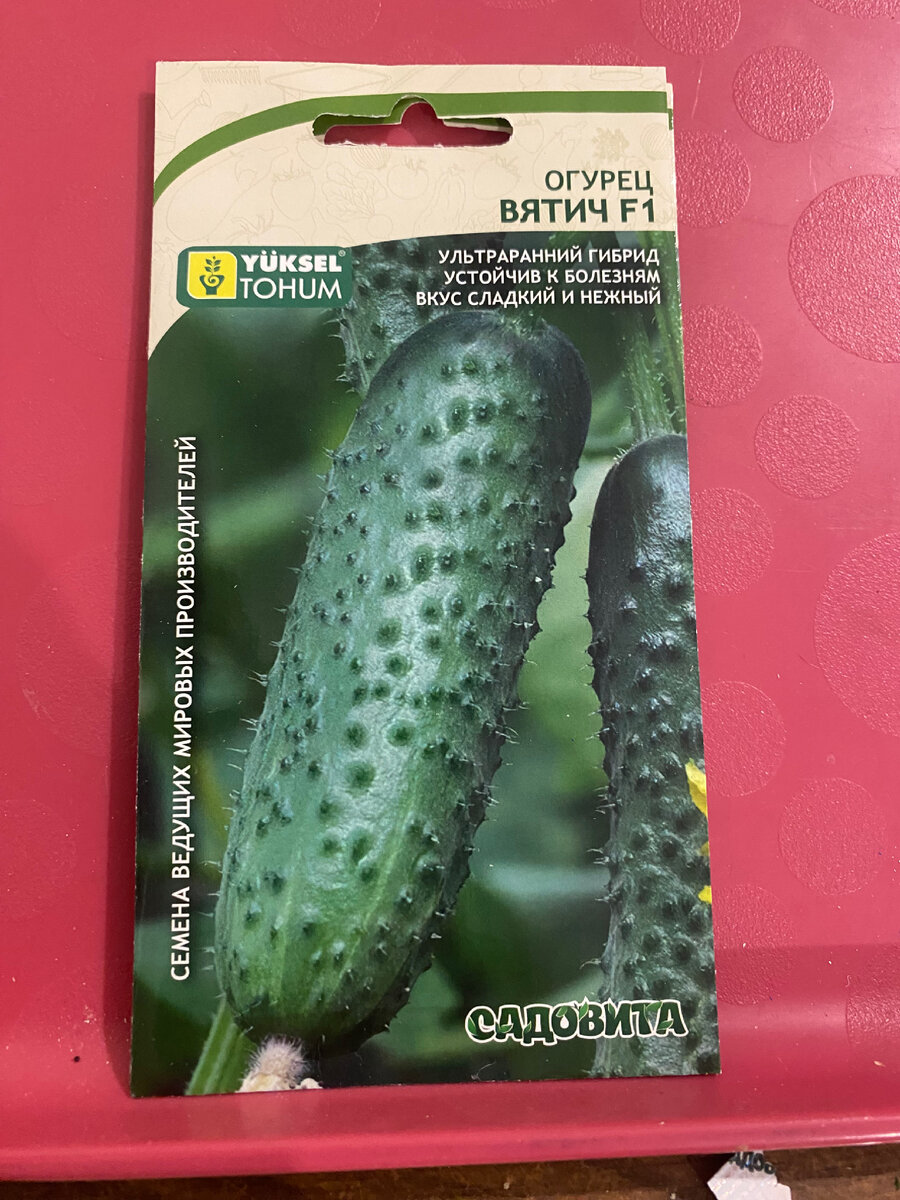 ОГУРЕЦ
ВЯТИЧ F1
YÜKSEL®
TOHUM
УЛЬТРАРАННИЙ ГИБРИД
УСТОЙЧИВ К БОЛЕЗНЯМ
ВКУС СЛАДКИЙ И НЕЖНЫЙ
СЕМЕНА ВЕДУЩИХ МИРОВЫХ ПРОИЗВОДИТЕЛЕЙ
САДОВИТА